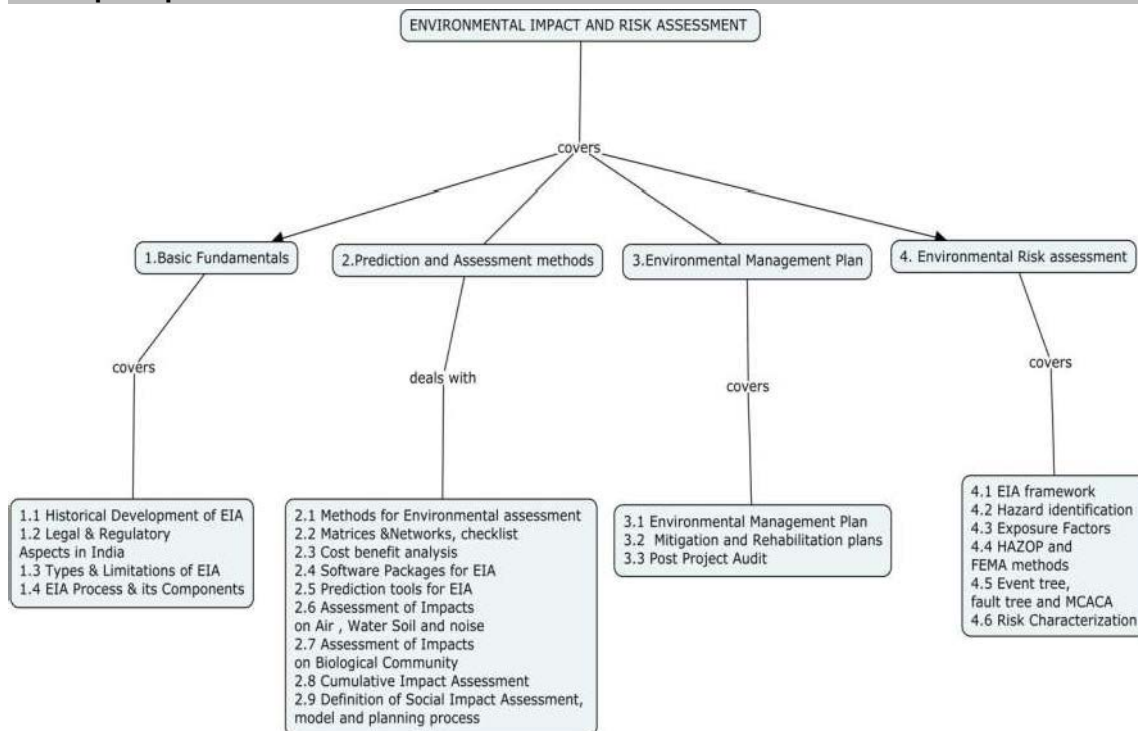 ENVIRONMENTAL IMPACT AND RISK ASSESSMENT
covers
1.Basic Fundamentals
2.Prediction and Assessment methods
3.Environmental Management Plan
4. Environmental Risk assessment
covers
deals with
covers
covers
1.1 Historical Development of EIA
1.2 Legal & Regulatory
Aspects in India
1.3 Types & Limitations of EIA
1.4 EIA Process & its Components
2.1 Methods for Environmental assessment
2.2 Matrices &Networks, checklist
2.3 Cost benefit analysis
2.4 Software Packages for EIA
2.5 Prediction tools for EIA
2.6 Assessment of Impacts
on Air , Water Soil and noise
2.7 Assessment of Impacts
on Biological Community
2.8 Cumulative Impact Assessment
2.9 Definition of Social Impact Assessment,
model and planning process
3.1 Environmental Management Plan
3.2 Mitigation and Rehabilitation plans
3.3 Post Project Audit
4.1 EIA framework
4.2 Hazard identification
4.3 Exposure Factors
4.4 HAZOP and
FEMA methods
4.5 Event tree,
fault tree and MCACA
4.6 Risk Characterization